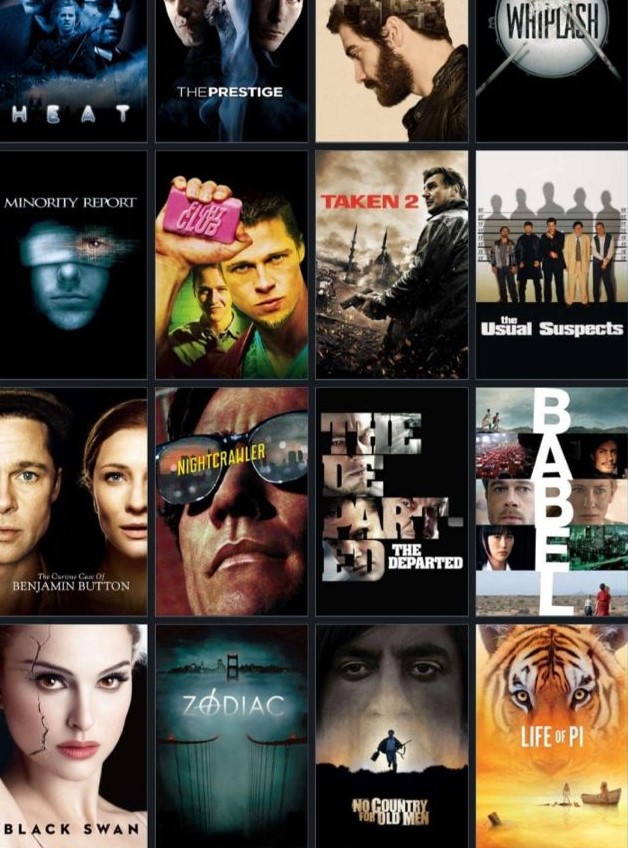 HEAT
THE PRESTIGE
WHIPLASH
MINORITY REPORT
FIGHT
CLUB
TAKEN 2
the
Usual Suspects
The Curious Case Of
BENJAMIN BUTTON
NIGHTCRAWLER
THE
DE
PART-
ED
THE
DEPARTED
BABEL
BLACK SWAN
ZODIAC
NO COUNTRY
FOR OLD MEN
LIFE OF PI